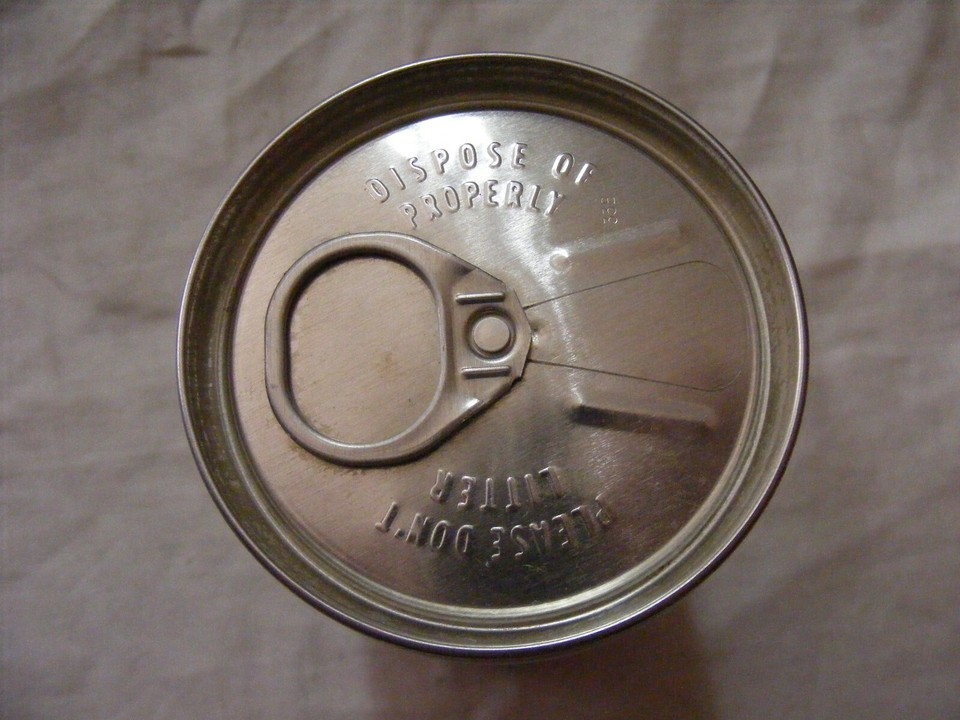 DISPOSE OF
PROPERLY
PLEASE DON'T
LITTER